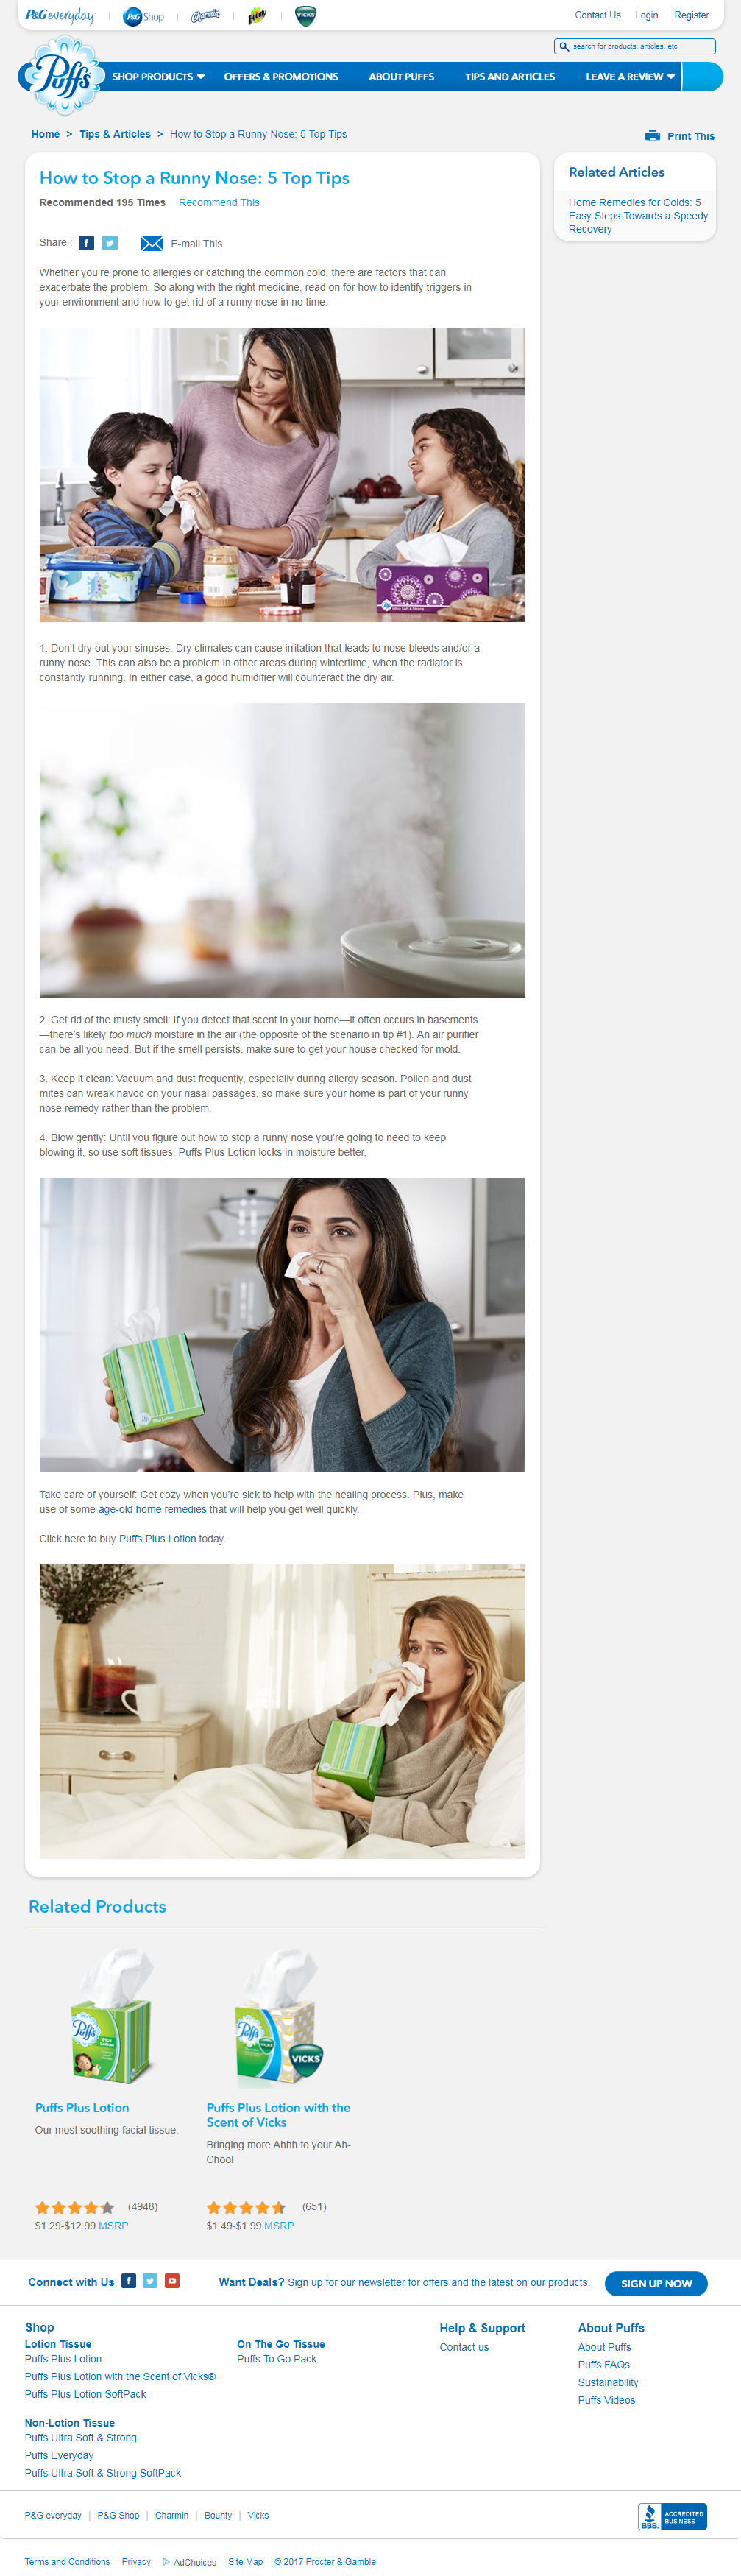 P&G everyday | P&G Shop | Charmin | Bounty | VICKS
Contact Us Login Register
search for products, articles, etc
Puffs
SHOP PRODUCTS OFFERS & PROMOTIONS ABOUT PUFFS TIPS AND ARTICLES LEAVE A REVIEW
Home > Tips & Articles > How to Stop a Runny Nose: 5 Top Tips
Print This
How to Stop a Runny Nose: 5 Top Tips
Recommended 195 Times Recommend This
Share : E-mail This
Whether you're prone to allergies or catching the common cold, there are factors that can
exacerbate the problem. So along with the right medicine, read on for how to identify triggers in
your environment and how to get rid of a runny nose in no time.
Related Articles
Home Remedies for Colds: 5
Easy Steps Towards a Speedy
Recovery
Ultra Soft & Strong
1. Don't dry out your sinuses: Dry climates can cause irritation that leads to nose bleeds and/or a
runny nose. This can also be a problem in other areas during wintertime, when the radiator is
constantly running. In either case, a good humidifier will counteract the dry air.
2. Get rid of the musty smell: If you detect that scent in your home—it often occurs in basements
—there's likely too much moisture in the air (the opposite of the scenario in tip #1). An air purifier
can be all you need. But if the smell persists, make sure to get your house checked for mold.
3. Keep it clean: Vacuum and dust frequently, especially during allergy season. Pollen and dust
mites can wreak havoc on your nasal passages, so make sure your home is part of your runny
nose remedy rather than the problem.
4. Blow gently: Until you figure out how to stop a runny nose you're going to need to keep
blowing it, so use soft tissues. Puffs Plus Lotion locks in moisture better.
Plus Lotion
Take care of yourself: Get cozy when you're sick to help with the healing process. Plus, make
use of some age-old home remedies that will help you get well quickly.
Click here to buy Puffs Plus Lotion today.
Related Products
Puffs Plus Lotion
Puffs VICKS VICKS
Puffs Plus Lotion
Our most soothing facial tissue.
(4948)
$1.29-$12.99 MSRP
Puffs Plus Lotion with the
Scent of Vicks
Bringing more Ahhh to your Ah-
Choo!
(651)
$1.49-$1.99 MSRP
Connect with Us
Want Deals? Sign up for our newsletter for offers and the latest on our products.
SIGN UP NOW
Shop
Lotion Tissue
Puffs Plus Lotion
Puffs Plus Lotion with the Scent of Vicks®
Puffs Plus Lotion SoftPack
Non-Lotion Tissue
Puffs Ultra Soft & Strong
Puffs Everyday
Puffs Ultra Soft & Strong SoftPack
On The Go Tissue
Puffs To Go Pack
Help & Support
Contact us
About Puffs
About Puffs
Puffs FAQs
Sustainability
Puffs Videos
P&G everyday | P&G Shop | Charmin | Bounty | Vicks
BBB. ACCREDITED
BUSINESS
Terms and Conditions Privacy AdChoices Site Map © 2017 Procter & Gamble